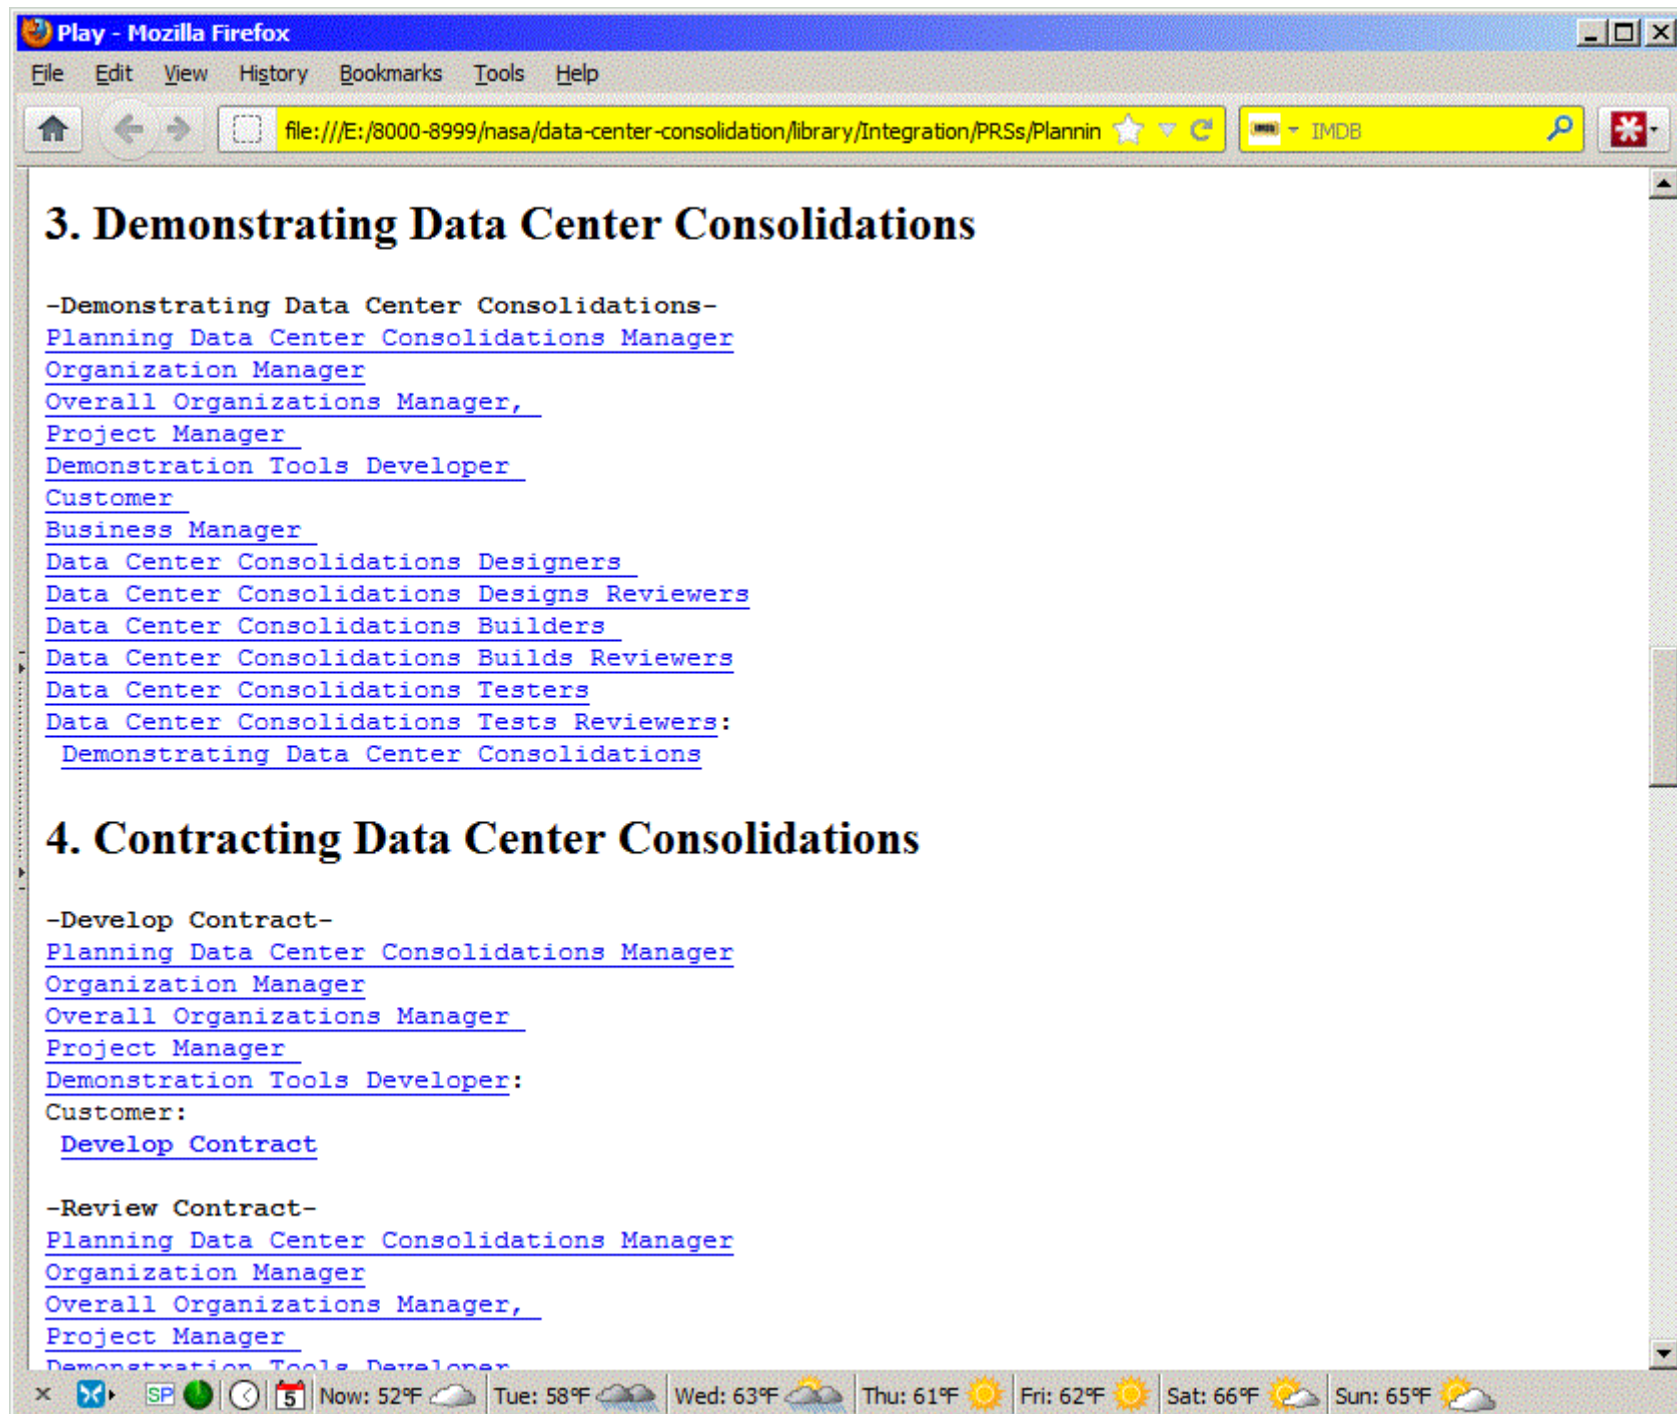 Play - Mozilla Firefox
File Edit View History Bookmarks Tools Help
file:///E:/8000-8999/nasa/data-center-consolidation/library/Integration/PRSs/Plannin IMDB
3. Demonstrating Data Center Consolidations
-Demonstrating Data Center Consolidations-
Planning Data Center Consolidations Manager
Organization Manager
Overall Organizations Manager,
Project Manager
Demonstration Tools Developer
Customer
Business Manager
Data Center Consolidations Designers
Data Center Consolidations Designs Reviewers
Data Center Consolidations Builders
Data Center Consolidations Builds Reviewers
Data Center Consolidations Testers
Data Center Consolidations Tests Reviewers:
Demonstrating Data Center Consolidations
4. Contracting Data Center Consolidations
-Develop Contract-
Planning Data Center Consolidations Manager
Organization Manager
Overall Organizations Manager
Project Manager
Demonstration Tools Developer:
Customer:
Develop Contract
-Review Contract-
Planning Data Center Consolidations Manager
Organization Manager
Overall Organizations Manager,
Project Manager
Demonstration Tools Developer
SP 5 Now: 52°F Tue: 58°F Wed: 63°F Thu: 61°F Fri: 62°F Sat: 66°F Sun: 65°F